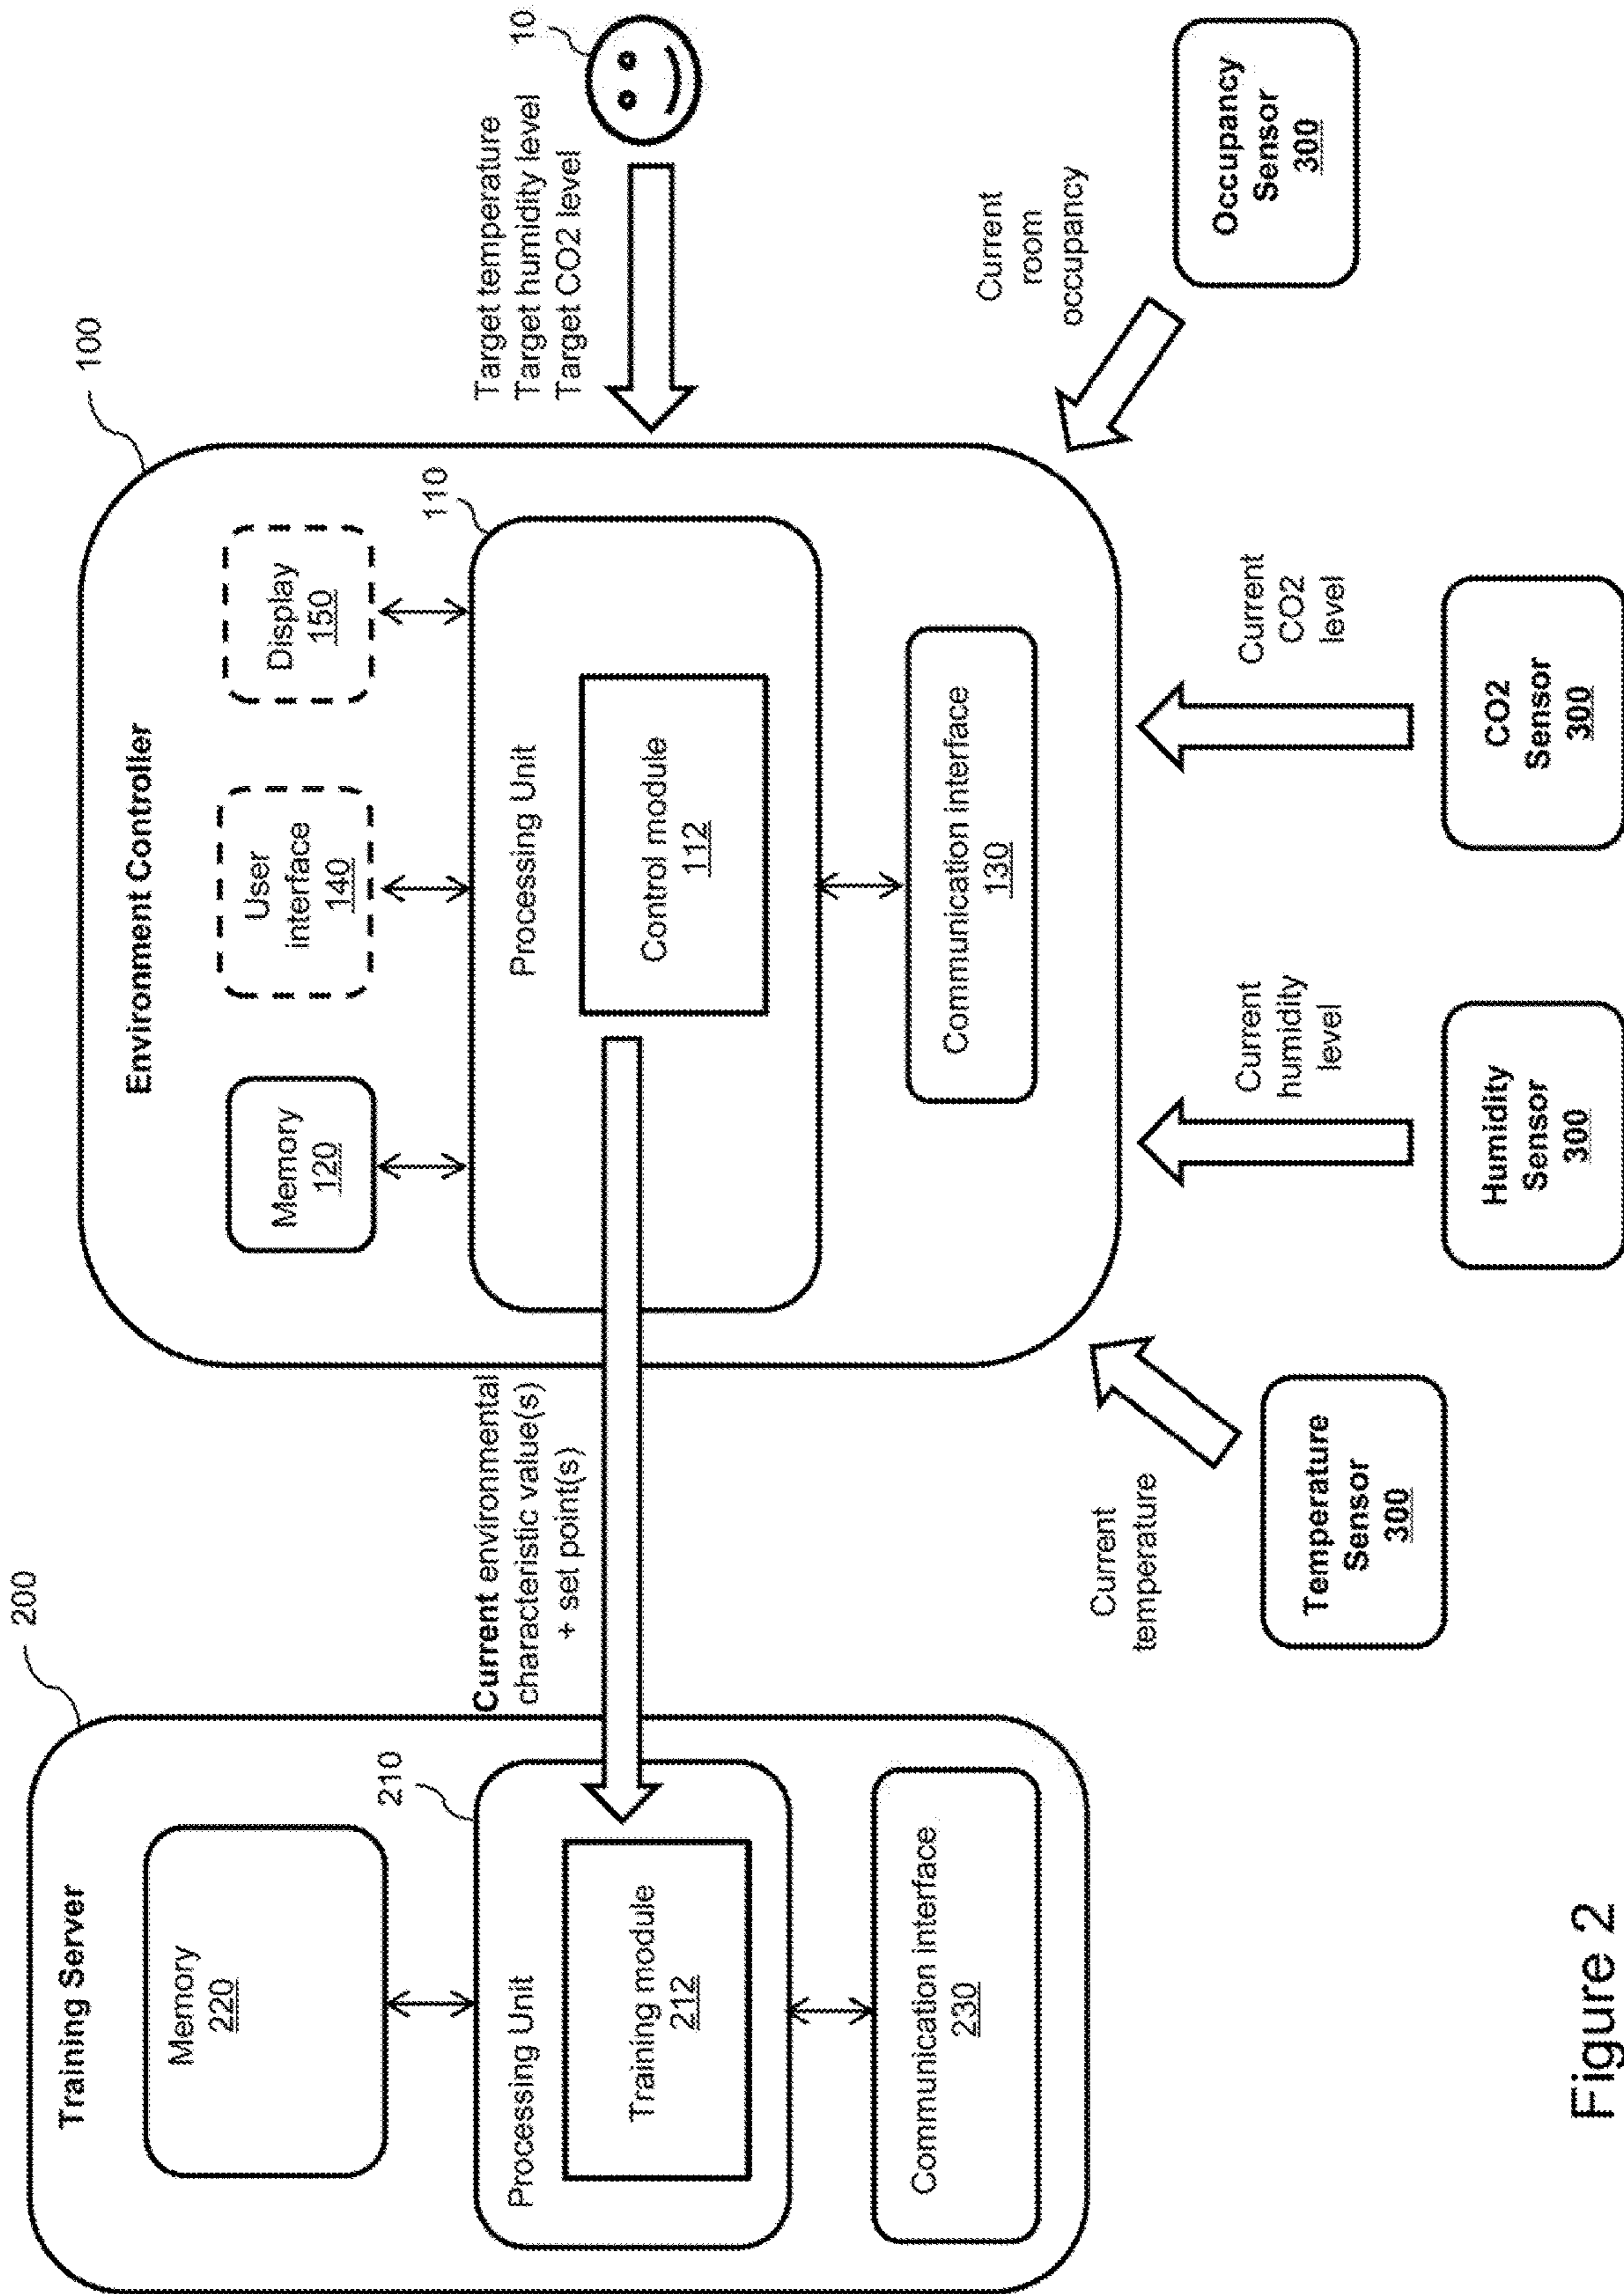 200
Training Server
Memory
220
210
Processing Unit
Training module
212
Communication interface
230
Current environmental
characteristic value(s)
+ set point(s)
100
Environment Controller
Memory
120
User
interface
140
Display
150
110
Processing Unit
Control module
112
Communication interface
130
Target temperature
Target humidity level
Target CO2 level
10
Current
temperature
Temperature
Sensor
300
Current
humidity
level
Humidity
Sensor
300
Current
CO2
level
CO2
Sensor
300
Current
room
occupancy
Occupancy
Sensor
300
Figure 2